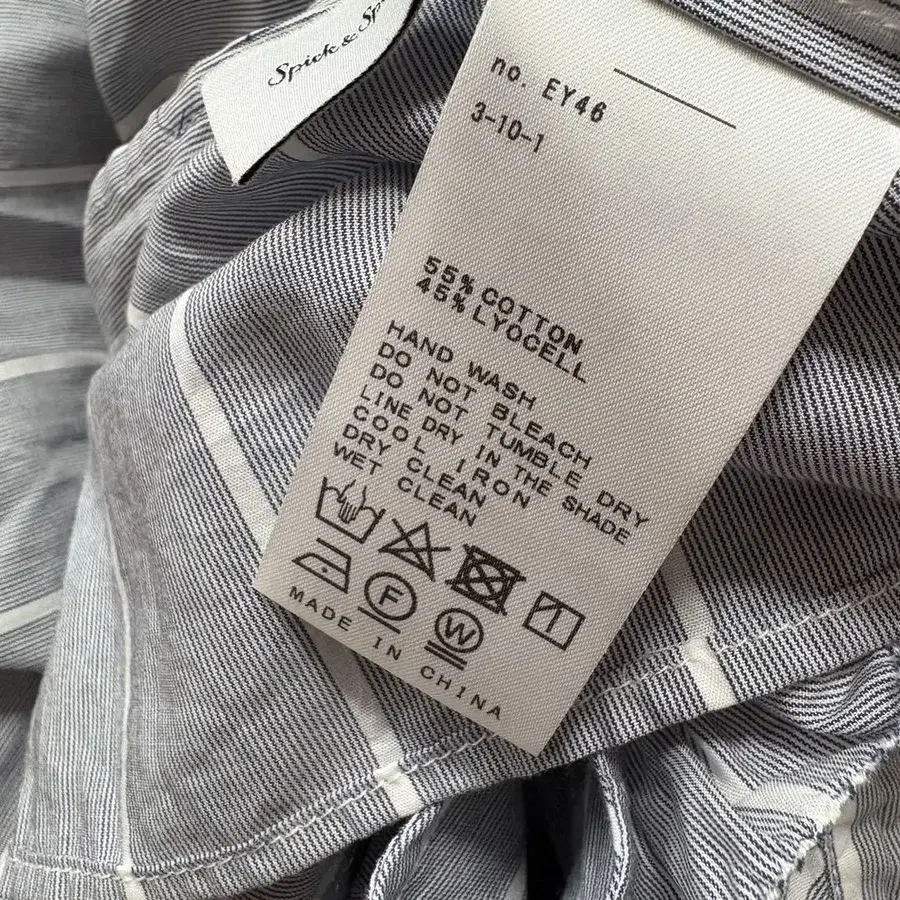 Spick & Sp
no. EY46
3-10-1
55% COTTON
45% LYOCELL
HAND WASH
DO NOT BLEACH
DO NOT TUMBLE DRY
LINE DRY IN THE SHADE
COOL IRON
DRY CLEAN
WET CLEAN
F
W
MADE IN CHINA